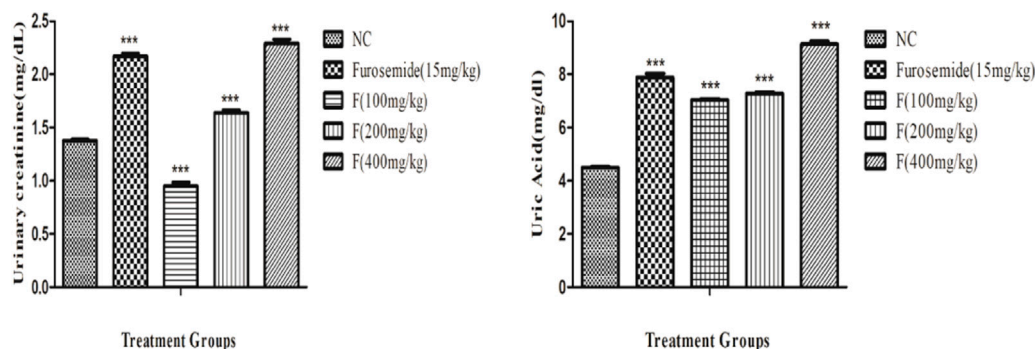 Urinary creatinine(mg/dL)
2.5
2.0
1.5
1.0
0.5
0.0
***
***
***
***
NC
Furosemide(15mg/kg)
F(100mg/kg)
F(200mg/kg)
F(400mg/kg)
Treatment Groups
Uric Acid(mg/dl)
10
8
6
4
2
0
***
***
***
***
NC
Furosemide(15mg/kg)
F(100mg/kg)
F(200mg/kg)
F(400mg/kg)
Treatment Groups